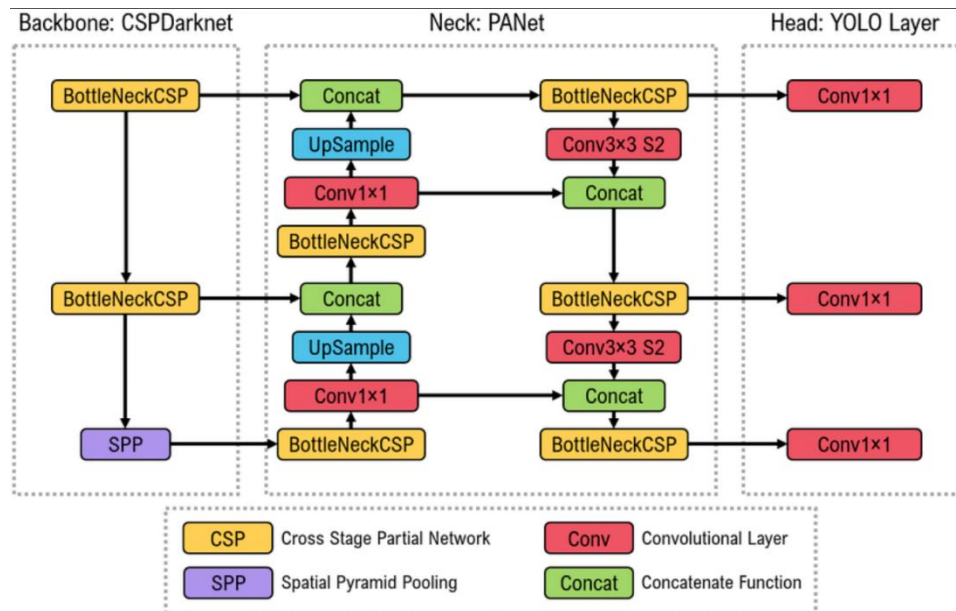 Backbone: CSPDarknet
Neck: PANet
Head: YOLO Layer
BottleNeckCSP
BottleNeckCSP
SPP
Concat
UpSample
Conv1×1
BottleNeckCSP
Concat
UpSample
Conv1×1
BottleNeckCSP
BottleNeckCSP
Conv3×3 S2
Concat
BottleNeckCSP
Conv3×3 S2
Concat
BottleNeckCSP
Conv1×1
Conv1×1
Conv1×1
CSP Cross Stage Partial Network
SPP Spatial Pyramid Pooling
Conv Convolutional Layer
Concat Concatenate Function